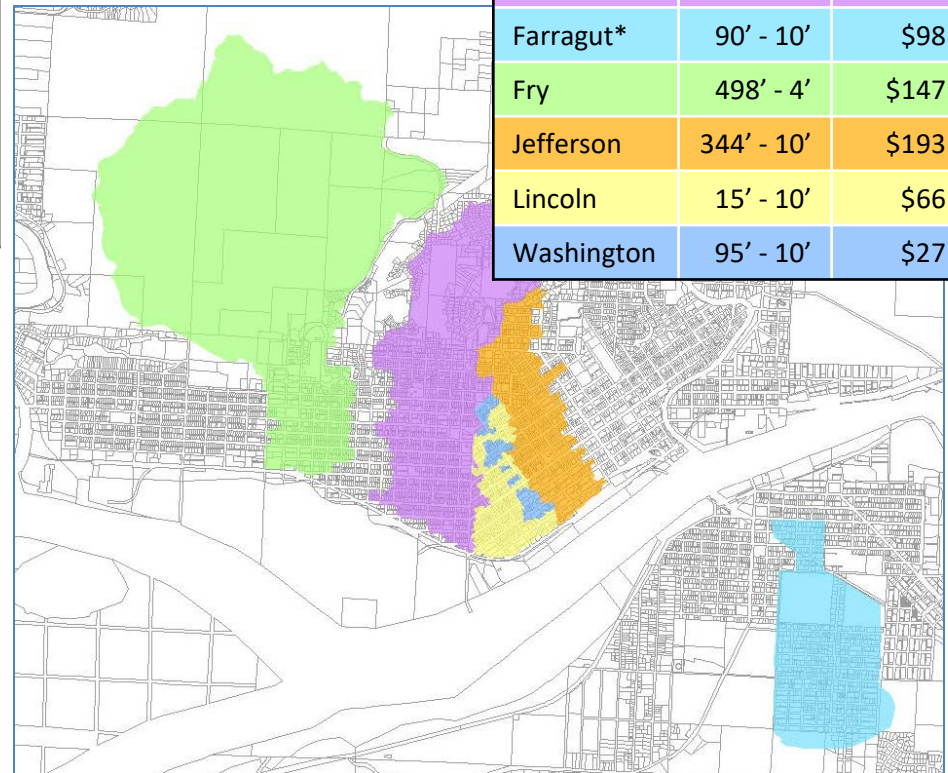 Farragut* 90’ - 10’ $98
Fry 498’ - 4’ $147
Jefferson 344’ - 10’ $193
Lincoln 15’ - 10’ $66
Washington 95’ - 10’ $27